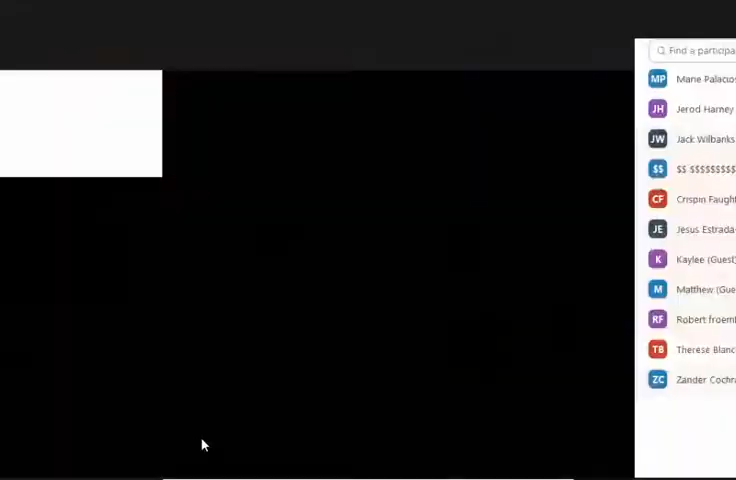 Find a participa
MP Marie Palacios
JH Jerod Harney
JW Jack Wilbanks
$$ $$ $$$$$$$$$
CF Crispin Faught
JE Jesus Estrada
K Kaylee (Guest)
M Matthew (Gue
RF Robert froem
TB Therese Blanc
ZC Zander Cochr